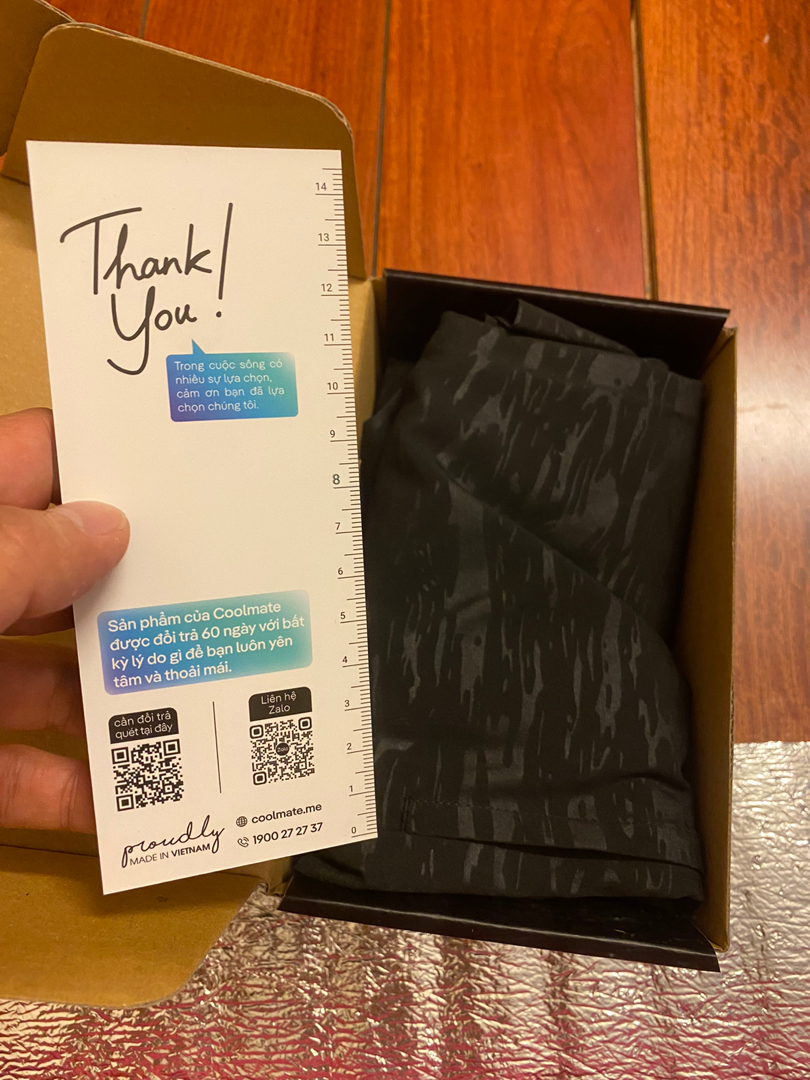 Thank
You!
Trong cuộc sống có
nhiều sự lựa chọn,
cảm ơn bạn đã lựa
chọn chúng tôi.
14
13
12
11
10
9
8
7
6
5
4
3
2
1
0
Sản phẩm của Coolmate
được đổi trả 60 ngày với bất
kỳ lý do gì để bạn luôn yên
tâm và thoải mái.
cần đổi trả
quét tại đây
Liên hệ
Zalo
Zalo
proudly
MADE IN VIETNAM
coolmate.me
1900 27 27 37